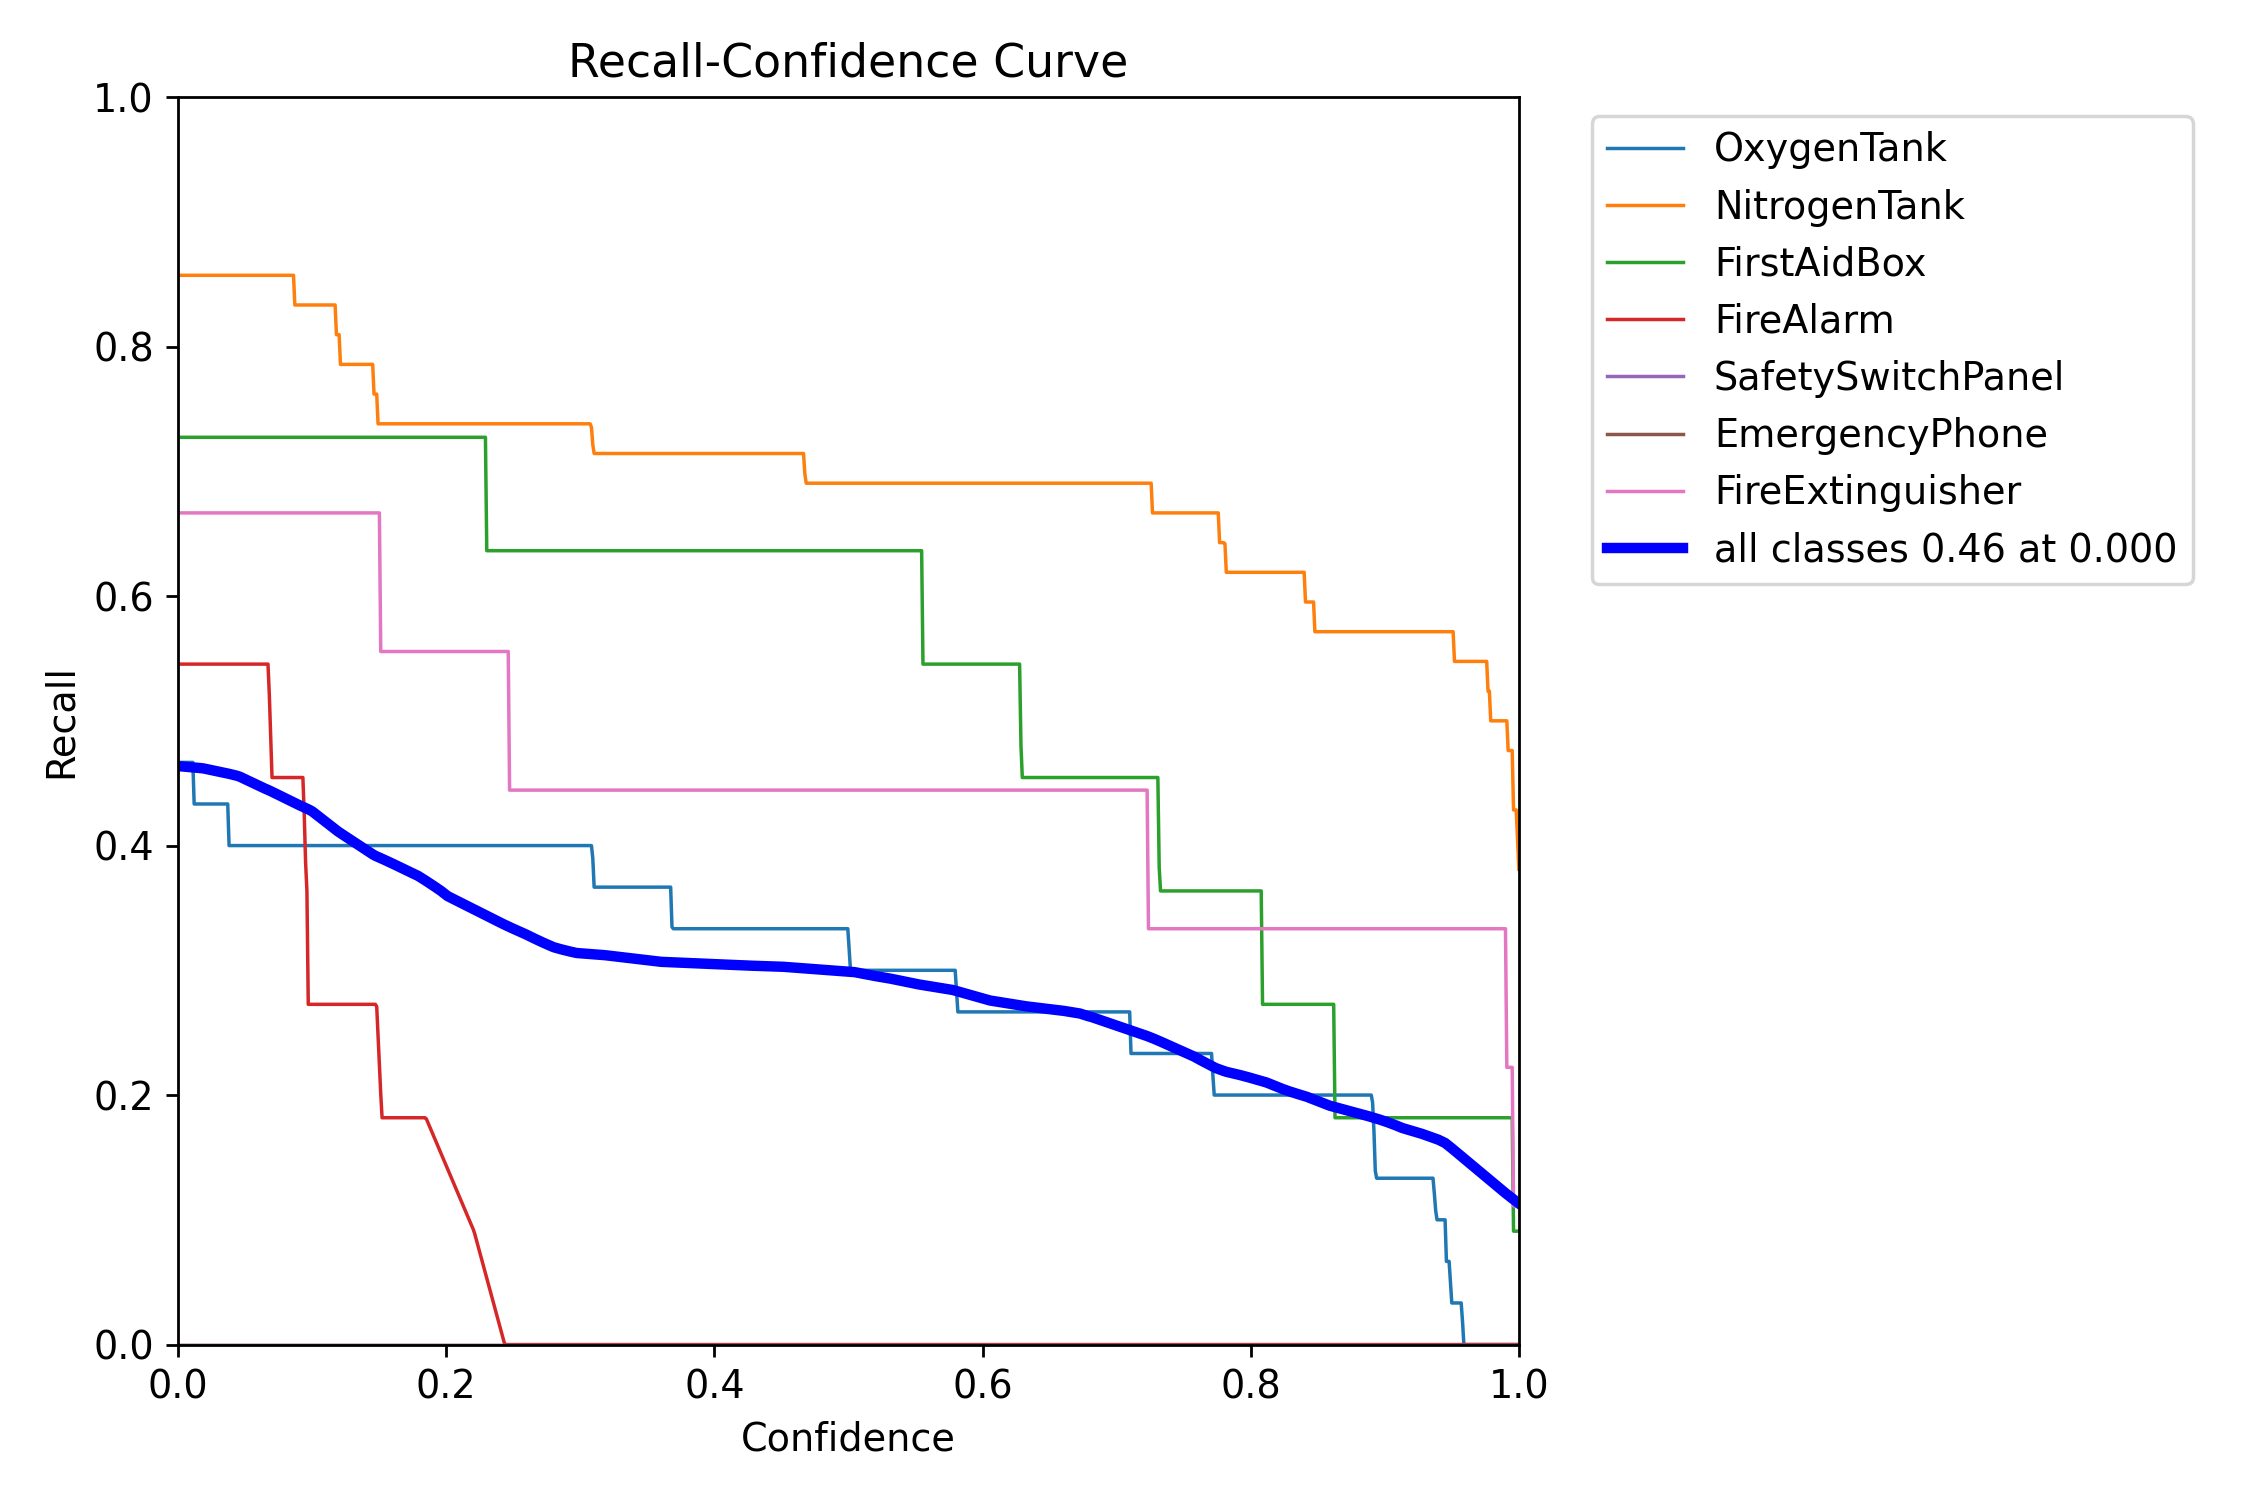 Recall-Confidence Curve
1.0
0.8
0.6
0.4
0.2
0.0
Recall
0.0 0.2 0.4 0.6 0.8 1.0
Confidence
OxygenTank
NitrogenTank
FirstAidBox
FireAlarm
SafetySwitchPanel
EmergencyPhone
FireExtinguisher
all classes 0.46 at 0.000